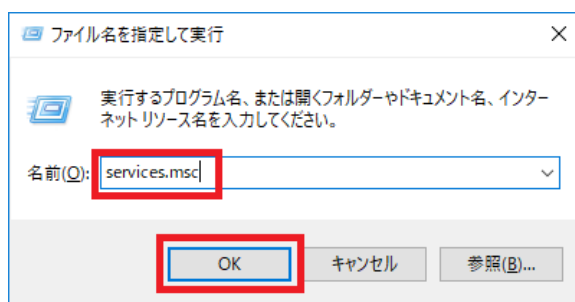 ファイル名を指定して実行
実行するプログラム名、または開くフォルダーやドキュメント名、インター
ネット リソース名を入力してください。
名前(O): services.msc
OK キャンセル 参照(B)...